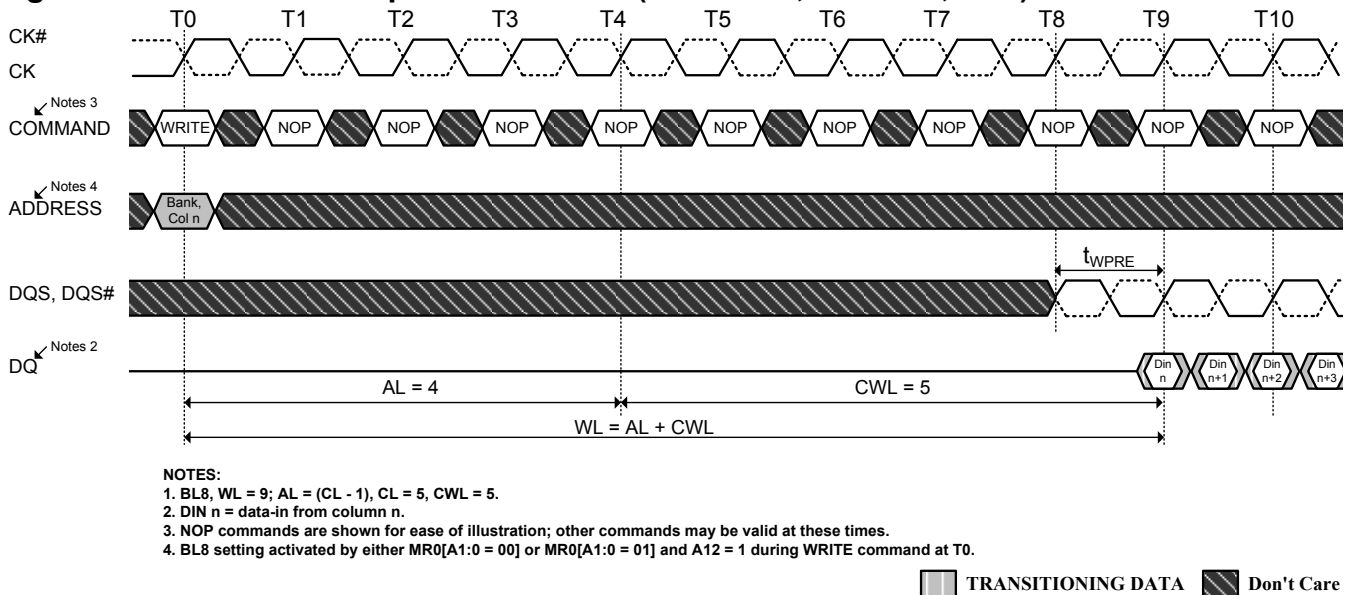 T0 T1 T2 T3 T4 T5 T6 T7 T8 T9 T10
CK#
CK
Notes 3
COMMAND
WRITE NOP NOP NOP NOP NOP NOP NOP NOP NOP NOP
Notes 4
ADDRESS
Bank,
Col n
tWPRE
DQS, DQS#
Notes 2
DQ
Din
n
Din
n+1
Din
n+2
Din
n+3
AL = 4
CWL = 5
WL = AL + CWL
NOTES:
1. BL8, WL = 9; AL = (CL - 1), CL = 5, CWL = 5.
2. DIN n = data-in from column n.
3. NOP commands are shown for ease of illustration; other commands may be valid at these times.
4. BL8 setting activated by either MR0[A1:0 = 00] or MR0[A1:0 = 01] and A12 = 1 during WRITE command at T0.
TRANSITIONING DATA Don't Care